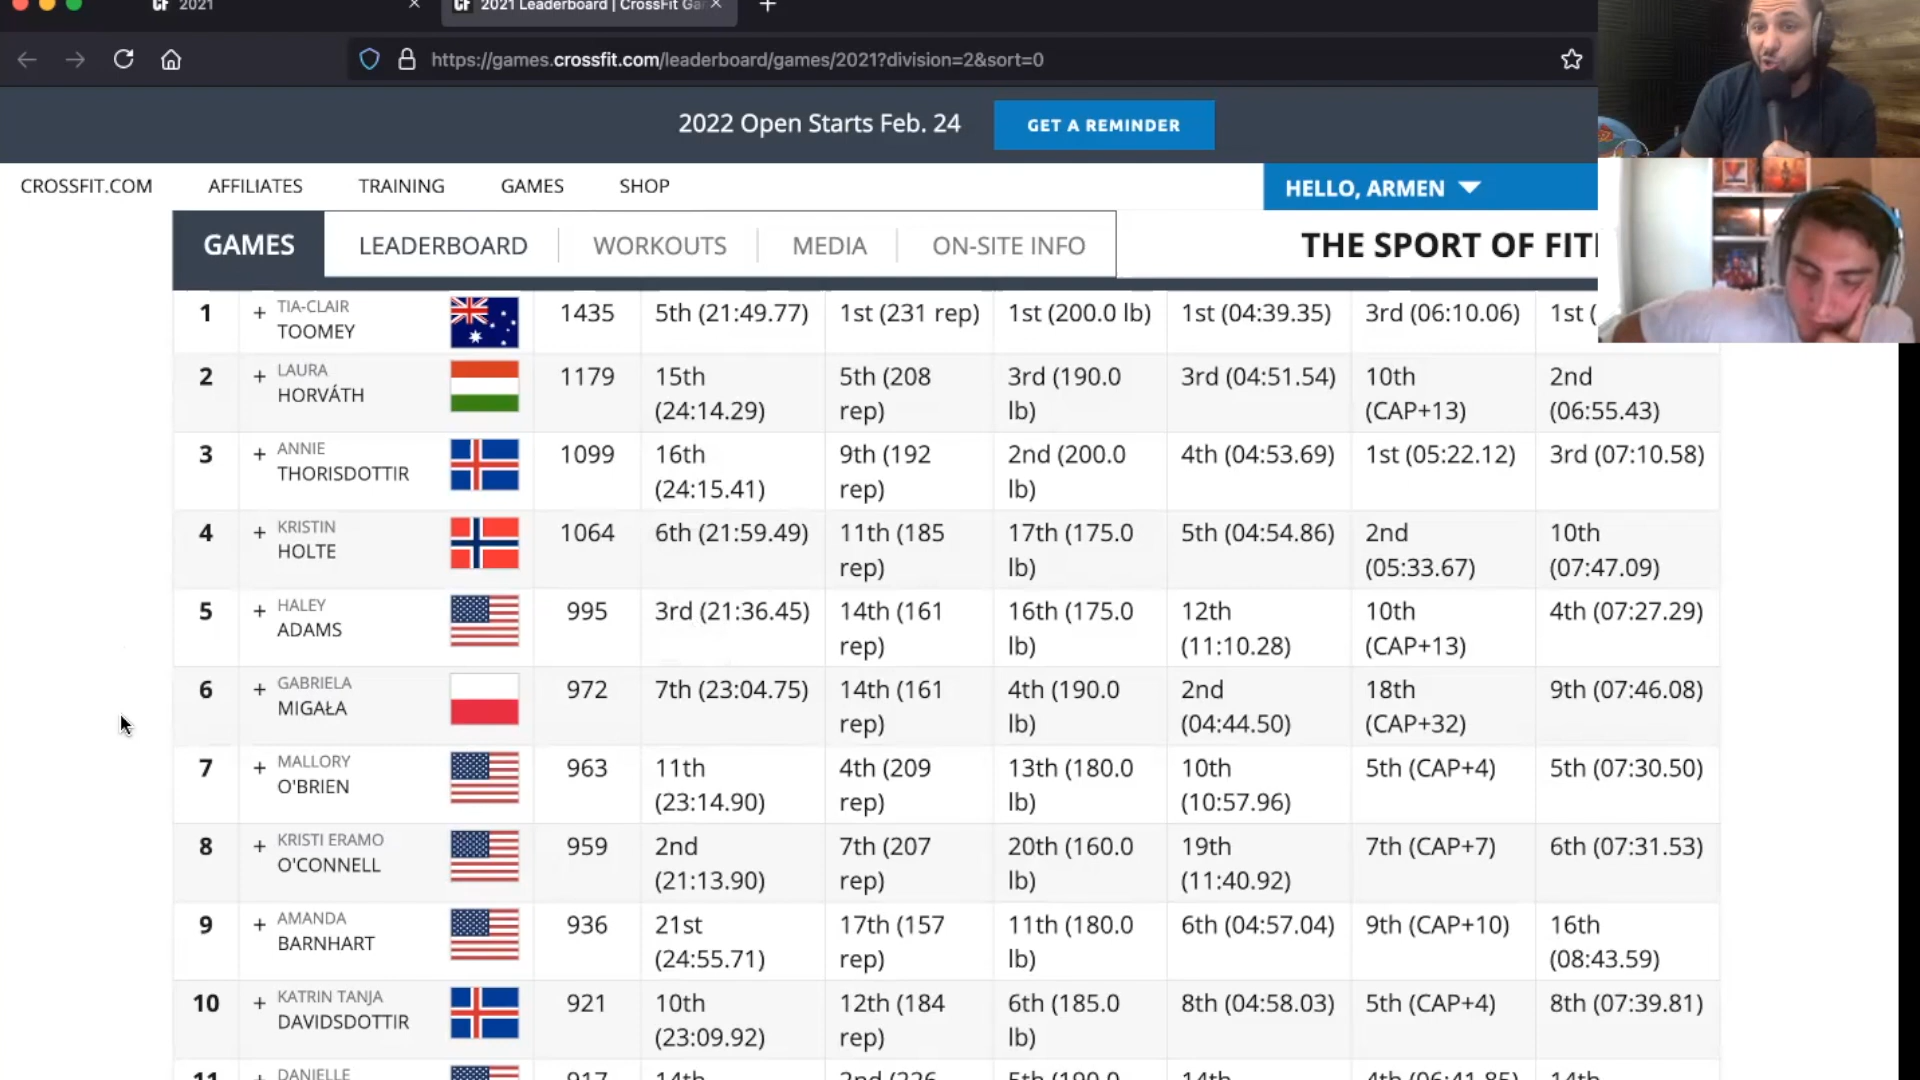 2021
2021 Leaderboard | CrossFit Ga
https://games.crossfit.com/leaderboard/games/2021?division=2&sort=0
2022 Open Starts Feb. 24
GET A REMINDER
CROSSFIT.COM AFFILIATES TRAINING GAMES SHOP
HELLO, ARMEN
GAMES LEADERBOARD WORKOUTS MEDIA ON-SITE INFO
THE SPORT OF FIT
1 + TIA-CLAIR 1435 5th (21:49.77) 1st (231 rep) 1st (200.0 lb) 1st (04:39.35) 3rd (06:10.06) 1st (
TOOMEY
2 + LAURA 1179 15th 5th (208 3rd (190.0 3rd (04:51.54) 10th 2nd
HORVÁTH (24:14.29) rep) lb) (CAP+13) (06:55.43)
3 + ANNIE 1099 16th 9th (192 2nd (200.0 4th (04:53.69) 1st (05:22.12) 3rd (07:10.58)
THORISDOTTIR (24:15.41) rep) lb)
4 + KRISTIN 1064 6th (21:59.49) 11th (185 17th (175.0 5th (04:54.86) 2nd 10th
HOLTE rep) lb) (05:33.67) (07:47.09)
5 + HALEY 995 3rd (21:36.45) 14th (161 16th (175.0 12th 10th 4th (07:27.29)
ADAMS rep) lb) (11:10.28) (CAP+13)
6 + GABRIELA 972 7th (23:04.75) 14th (161 4th (190.0 2nd 18th 9th (07:46.08)
MIGAŁA rep) lb) (04:44.50) (CAP+32)
7 + MALLORY 963 11th 4th (209 13th (180.0 10th 5th (CAP+4) 5th (07:30.50)
O'BRIEN (23:14.90) rep) lb) (10:57.96)
8 + KRISTI ERAMO 959 2nd 7th (207 20th (160.0 19th 7th (CAP+7) 6th (07:31.53)
O'CONNELL (21:13.90) rep) lb) (11:40.92)
9 + AMANDA 936 21st 17th (157 11th (180.0 6th (04:57.04) 9th (CAP+10) 16th
BARNHART (24:55.71) rep) lb) (08:43.59)
10 + KATRIN TANJA 921 10th 12th (184 6th (185.0 8th (04:58.03) 5th (CAP+4) 8th (07:39.81)
DAVIDSDOTTIR (23:09.92) rep) lb)
11 + DANIELLE 917 14th 2nd (226 5th (190.0 14th 4th (06:41.85) 14th